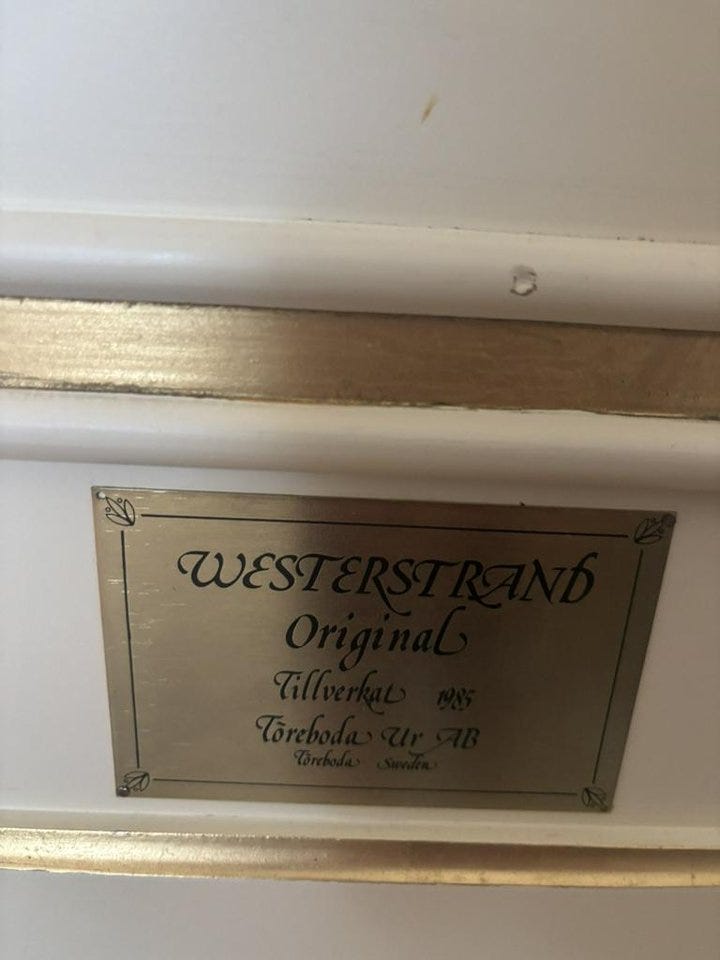 WESTERSTRAND
Original
Tillverkat 1985
Töreboda Ur AB
Töreboda Sweden